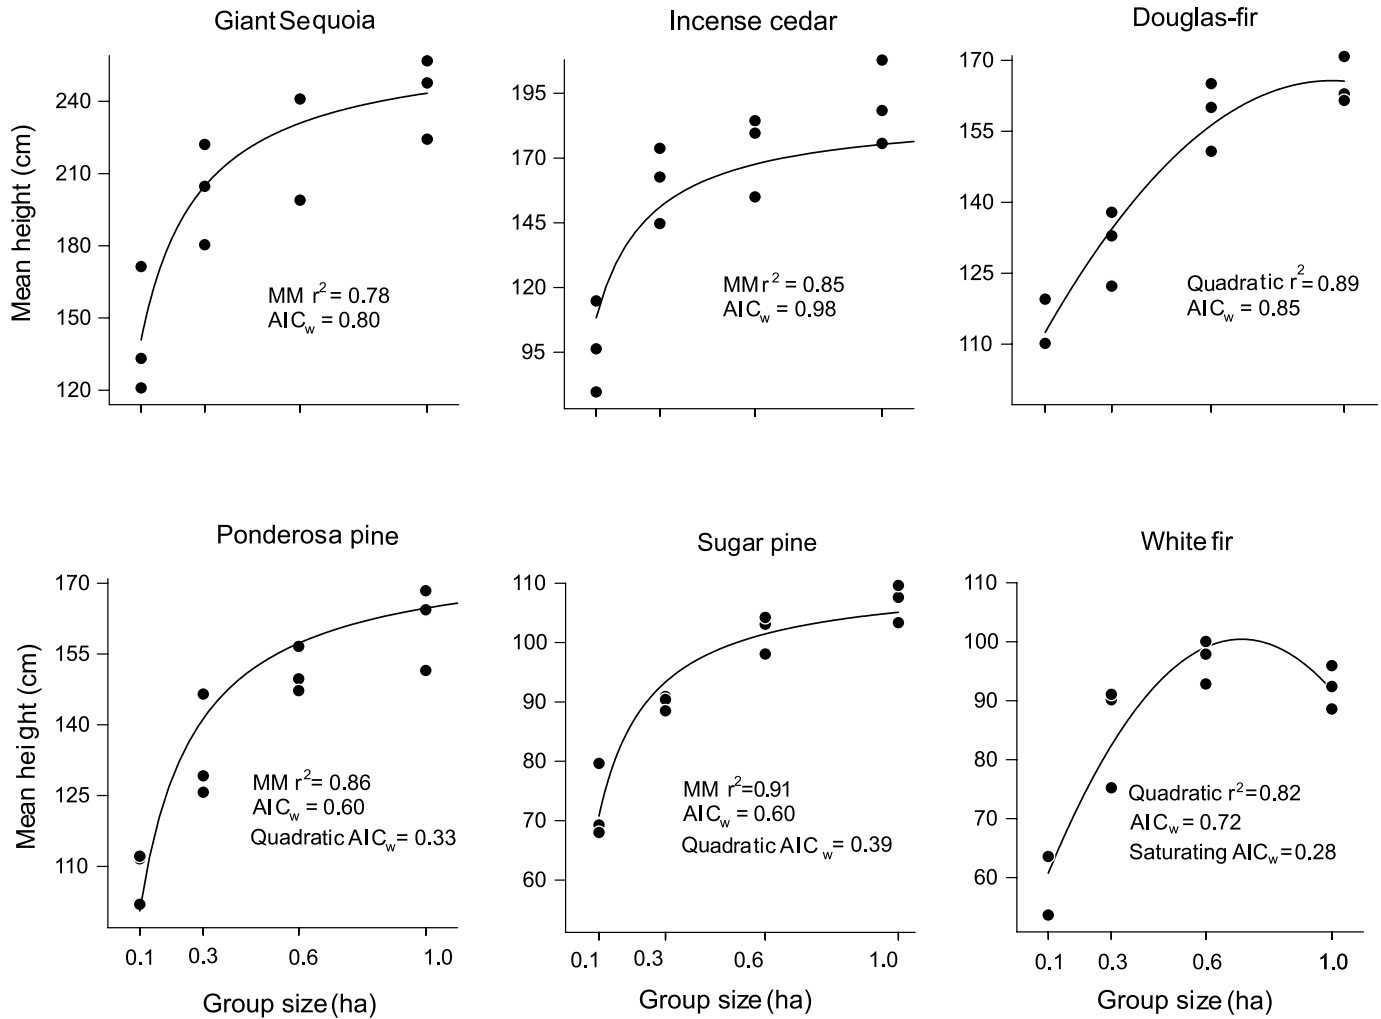 Giant Sequoia
Mean height (cm)
240
210
180
150
120
MM r² = 0.78
AICw = 0.80
Incense cedar
195
170
145
120
95
MM r² = 0.85
AICw = 0.98
Douglas-fir
170
155
140
125
110
Quadratic r² = 0.89
AICw = 0.85
Ponderosa pine
Mean height (cm)
170
155
140
125
110
MM r² = 0.86
AICw = 0.60
Quadratic AICw = 0.33
0.1 0.3 0.6 1.0
Group size (ha)
Sugar pine
110
100
90
80
70
60
MM r²=0.91
AICw = 0.60
Quadratic AICw = 0.39
0.1 0.3 0.6 1.0
Group size (ha)
White fir
110
100
90
80
70
60
Quadratic r²=0.82
AICw = 0.72
Saturating AICw = 0.28
0.1 0.3 0.6 1.0
Group size (ha)